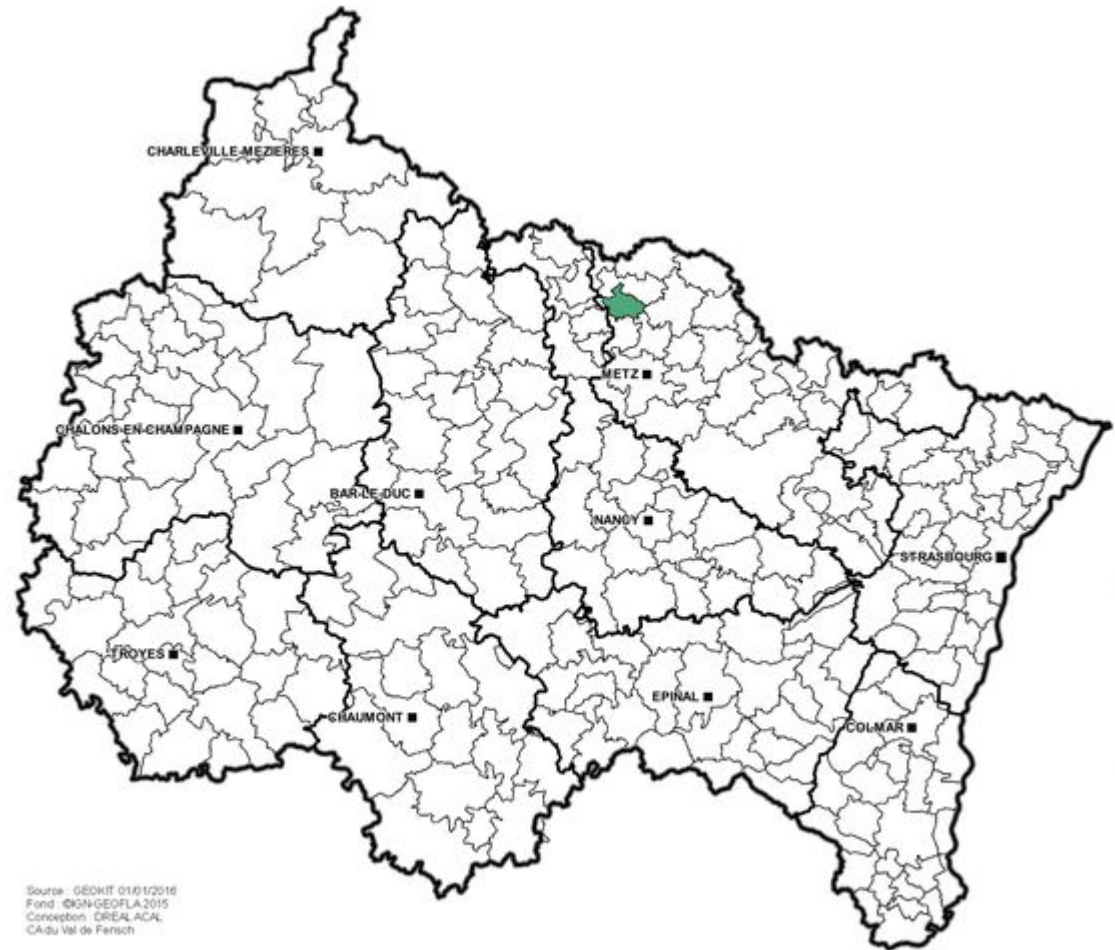 CHARLEVILLE-MEZIERES
METZ
CHALONS-EN-CHAMPAGNE
BAR-LE-DUC
NANCY
STRASBOURG
TROYES
EPINAL
CHAUMONT
COLMAR
Source : GEOKIT 01/01/2016
Fond : ©IGN-GEOFLA 2015
Conception : DREAL ACAL
CA du Val de Fensch